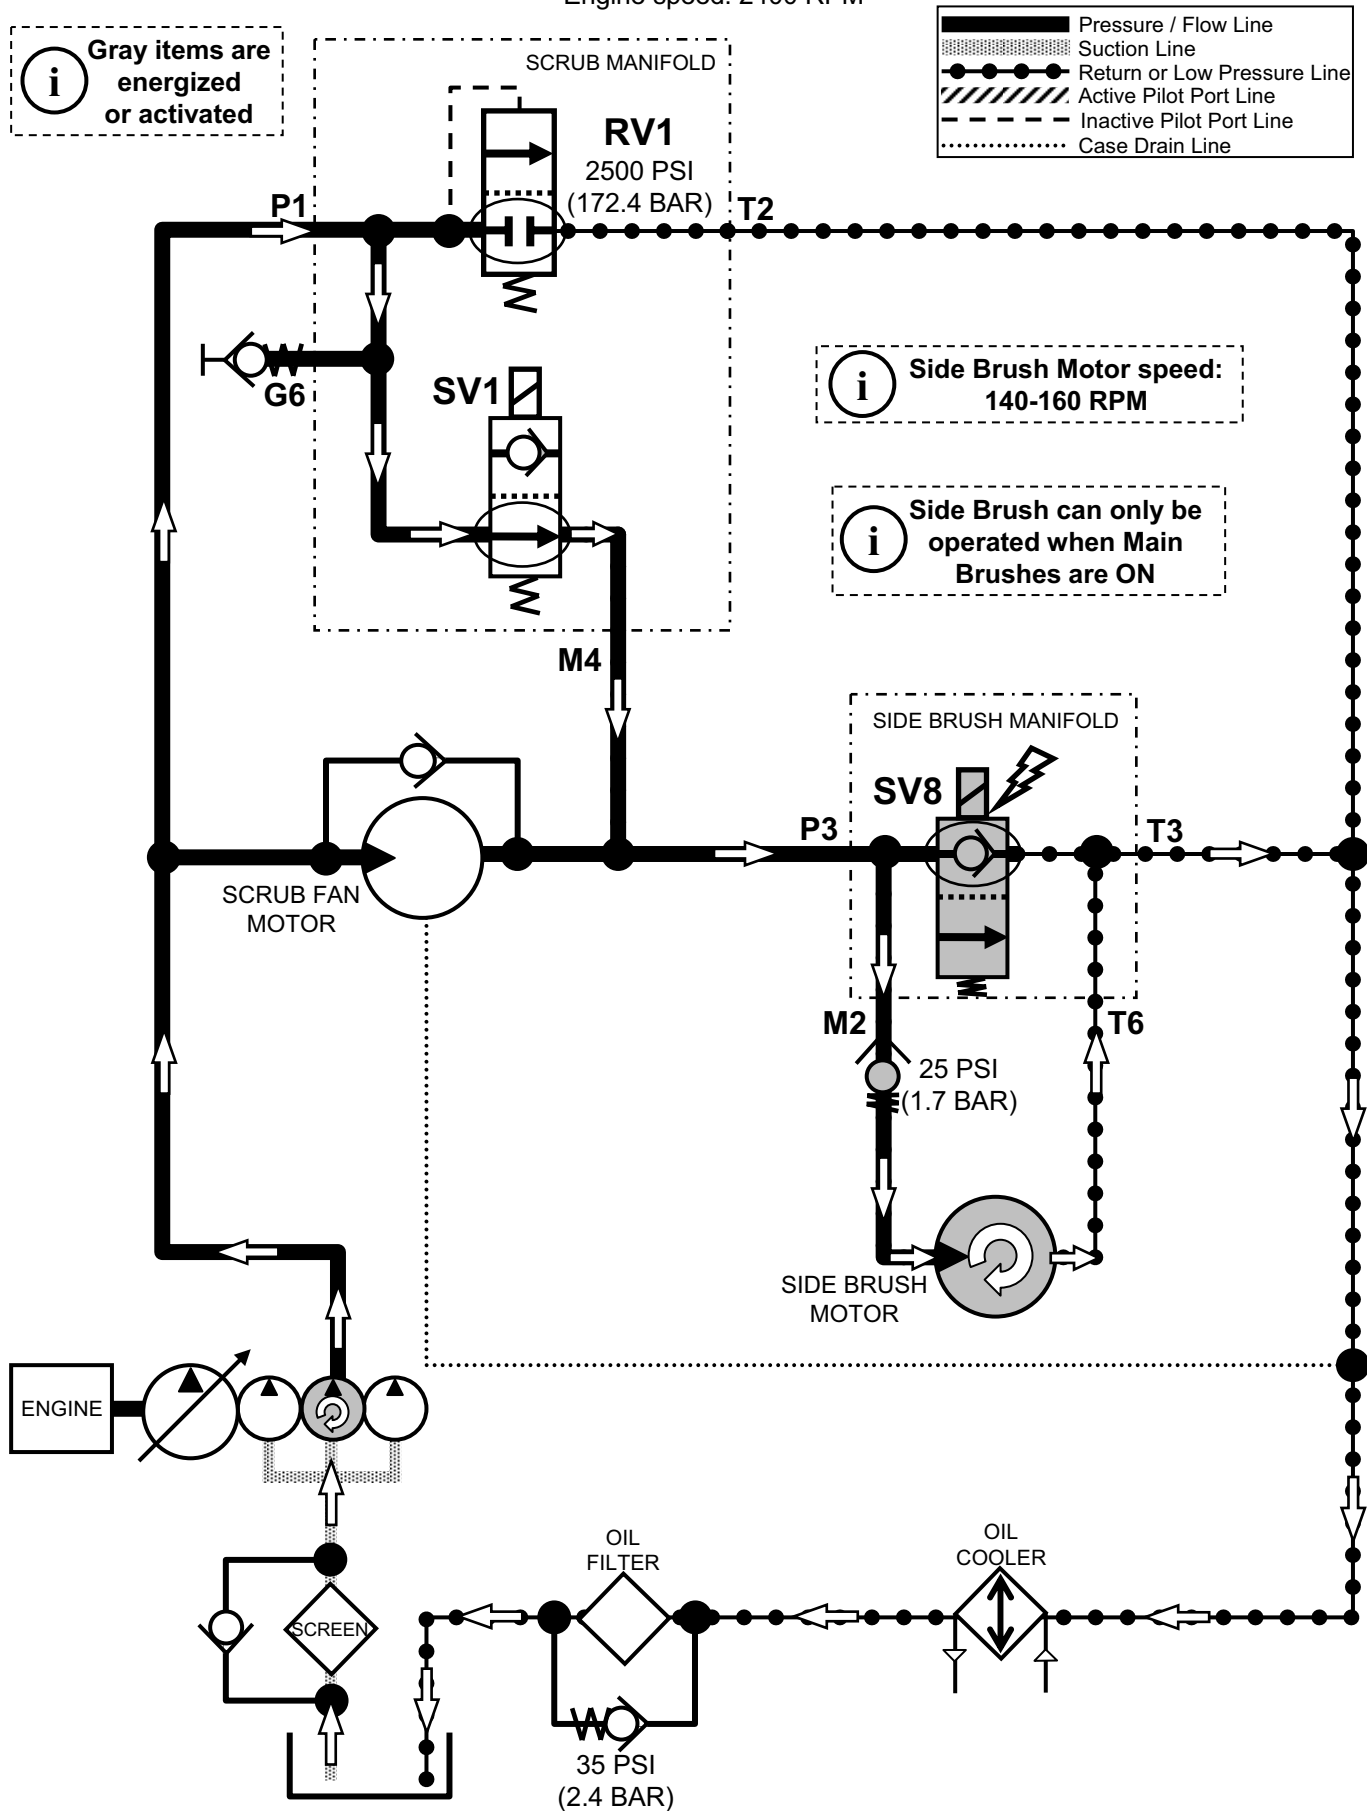 Engine speed: 2400 RPM
Gray items are
energized
or activated
i
Pressure / Flow Line
Suction Line
Return or Low Pressure Line
Active Pilot Port Line
Inactive Pilot Port Line
Case Drain Line
SCRUB MANIFOLD
RV1
2500 PSI
(172.4 BAR)
P1
T2
G6
SV1
i
Side Brush Motor speed:
140-160 RPM
i
Side Brush can only be
operated when Main
Brushes are ON
M4
SIDE BRUSH MANIFOLD
SV8
P3
T3
SCRUB FAN
MOTOR
M2
T6
25 PSI
(1.7 BAR)
SIDE BRUSH
MOTOR
ENGINE
OIL
FILTER
OIL
COOLER
SCREEN
35 PSI
(2.4 BAR)